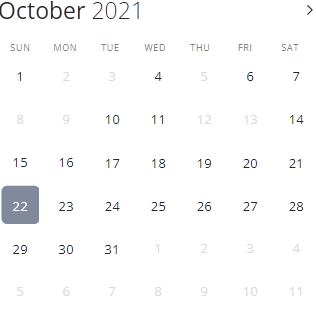 October 2021 >
SUN MON TUE WED THU FRI SAT
1 2 3 4 5 6 7
8 9 10 11 12 13 14
15 16 17 18 19 20 21
22 23 24 25 26 27 28
29 30 31 1 2 3 4
5 6 7 8 9 10 11